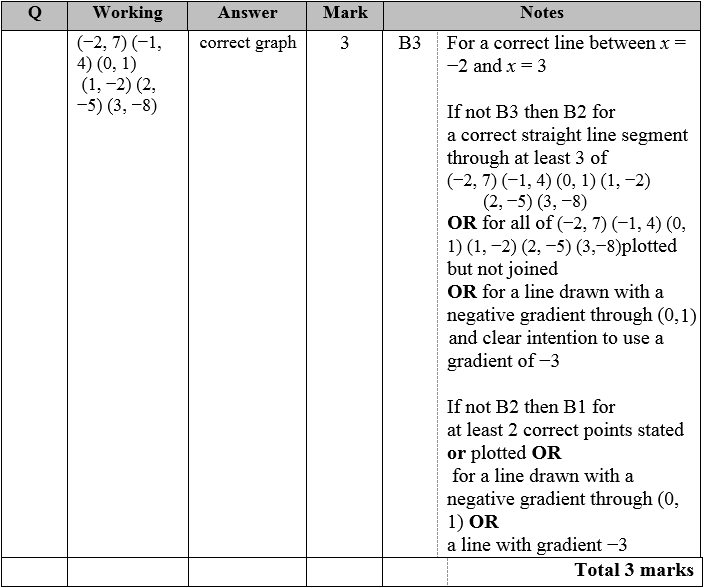 Q Working Answer Mark Notes
(−2, 7) (−1, 4) (0, 1)
(1, −2) (2, −5) (3, −8)
correct graph
3
B3
For a correct line between x =
−2 and x = 3
If not B3 then B2 for
a correct straight line segment
through at least 3 of
(−2, 7) (−1, 4) (0, 1) (1, −2)
(2, −5) (3, −8)
OR for all of (−2, 7) (−1, 4) (0,
1) (1, −2) (2, −5) (3,−8)plotted
but not joined
OR for a line drawn with a
negative gradient through (0,1)
and clear intention to use a
gradient of −3
If not B2 then B1 for
at least 2 correct points stated
or plotted OR
for a line drawn with a
negative gradient through (0,
1) OR
a line with gradient −3
Total 3 marks